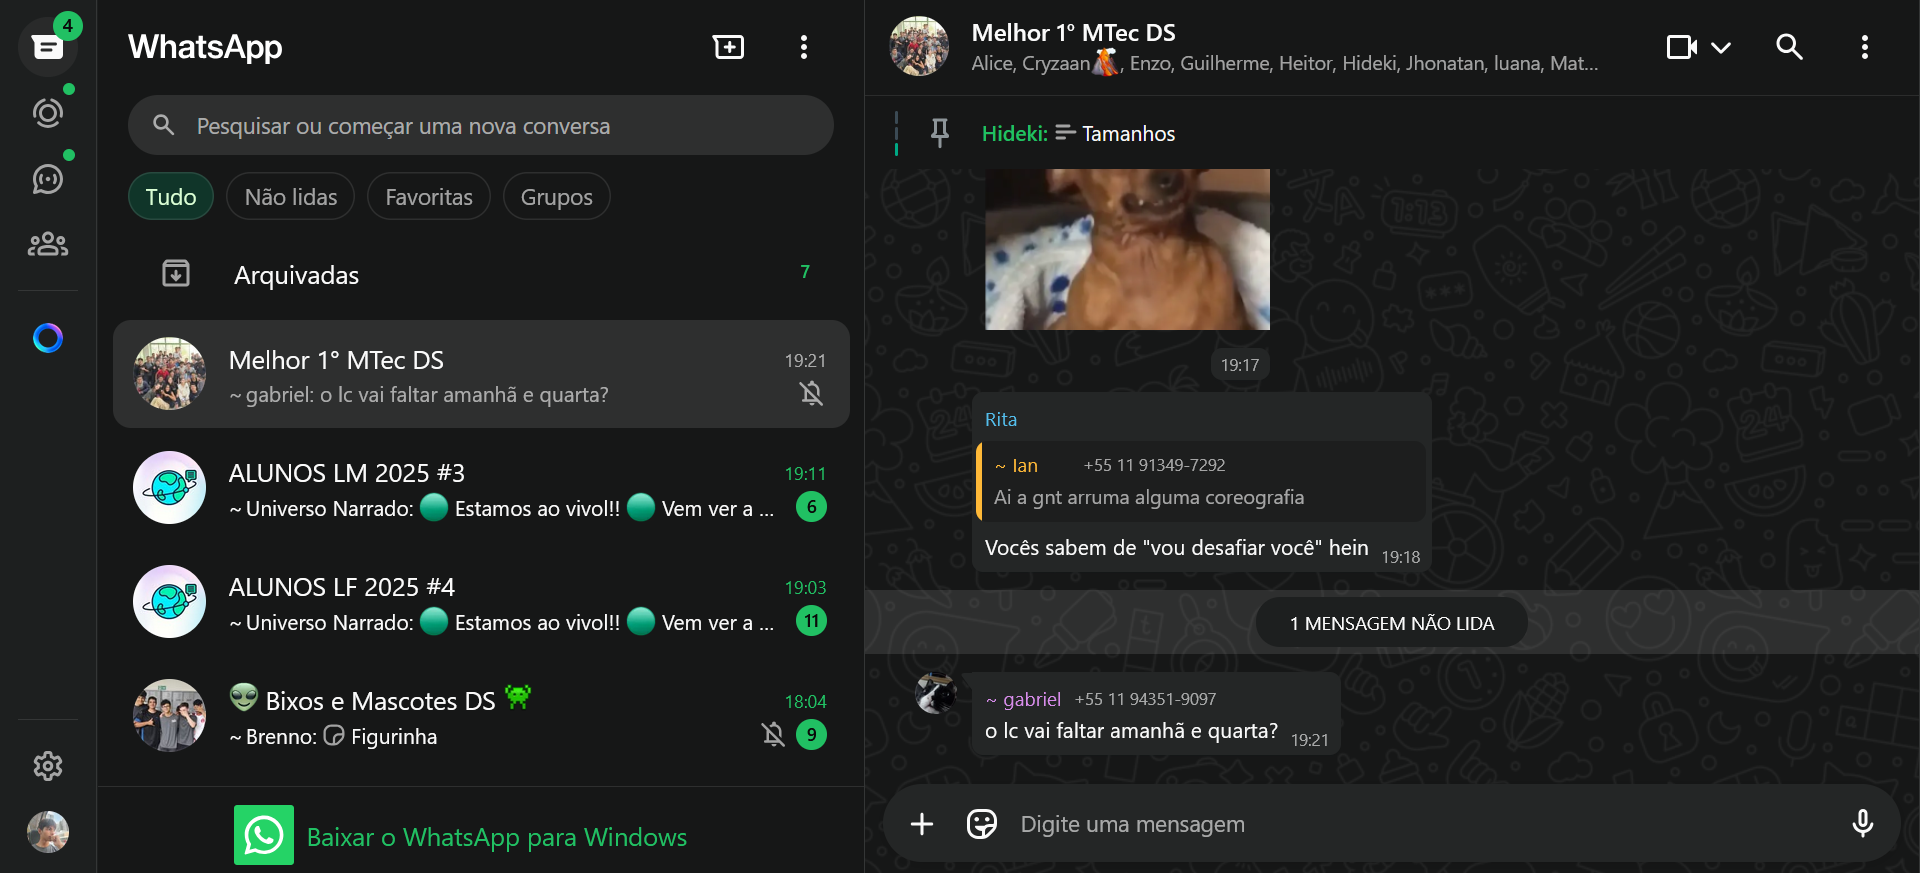 4
WhatsApp
Pesquisar ou começar uma nova conversa
Tudo
Não lidas
Favoritas
Grupos
Arquivadas
7
Melhor 1° MTec DS
19:21
~ gabriel: o lc vai faltar amanhã e quarta?
ALUNOS LM 2025 #3
19:11
~ Universo Narrado: Estamos ao vivo!! Vem ver a ...
6
ALUNOS LF 2025 #4
19:03
~ Universo Narrado: Estamos ao vivo!! Vem ver a ...
11
👽 Bixos e Mascotes DS 👾
18:04
~ Brenno: Figurinha
9
Baixar o WhatsApp para Windows
Melhor 1° MTec DS
Alice, Cryzaan🌋, Enzo, Guilherme, Heitor, Hideki, Jhonatan, luana, Mat...
Hideki: Tamanhos
19:17
Rita
~ Ian +55 11 91349-7292
Ai a gnt arruma alguma coreografia
Vocês sabem de "vou desafiar você" hein
19:18
1 MENSAGEM NÃO LIDA
~ gabriel +55 11 94351-9097
o lc vai faltar amanhã e quarta?
19:21
Digite uma mensagem